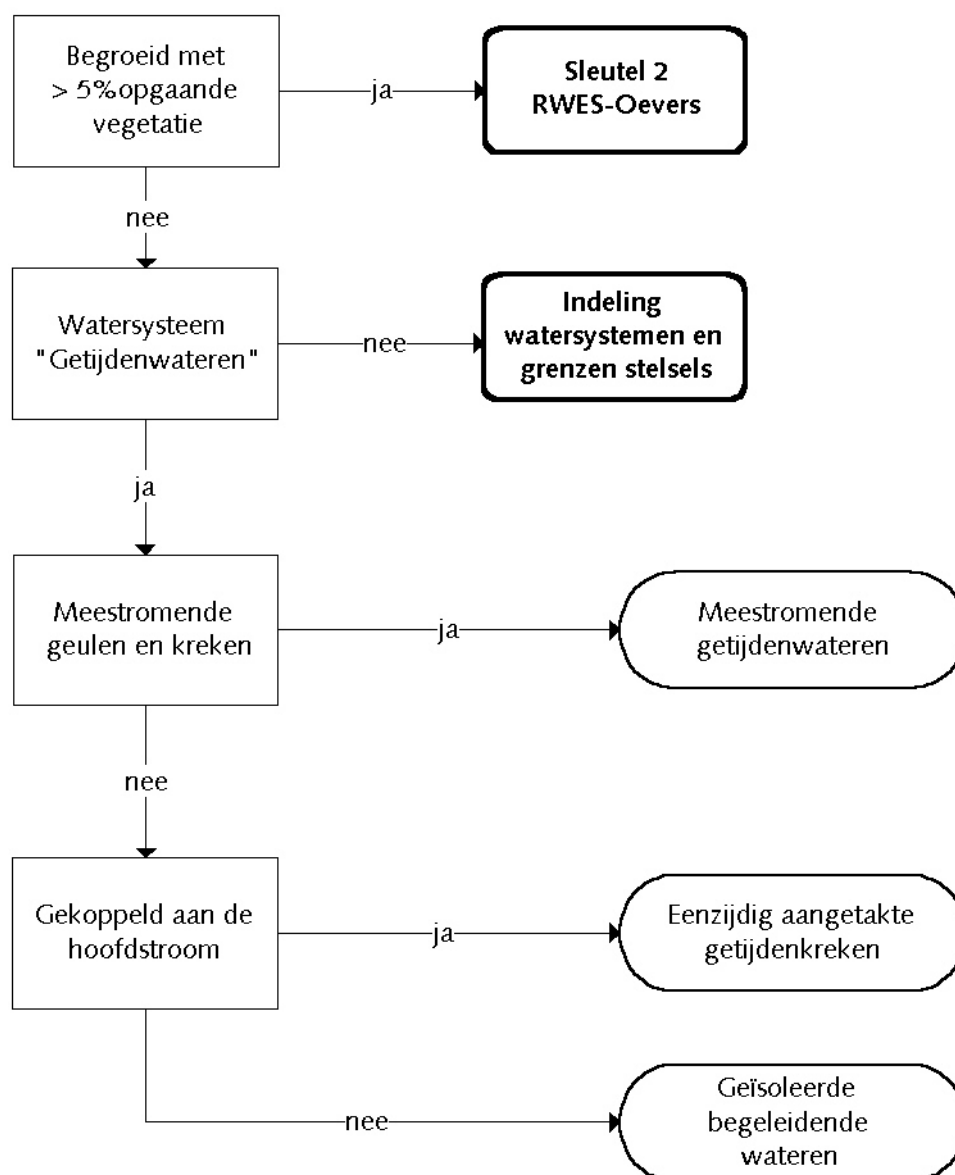 Begroeid met
> 5%opgaande
vegetatie
ja
Sleutel 2
RWES-Oevers
nee
Watersysteem
"Getijdenwateren"
nee
Indeling
watersystemen en
grenzen stelsels
ja
Meestromende
geulen en kreken
ja
Meestromende
getijdenwateren
nee
Gekoppeld aan de
hoofdstroom
ja
Eenzijdig aangetakte
getijdenkreken
nee
Geïsoleerde
begeleidende
wateren